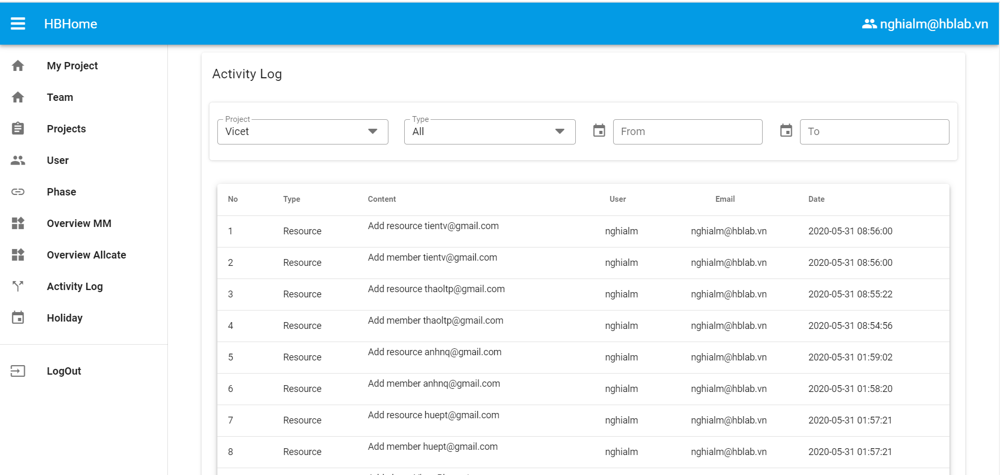 HBHome
nghialm@hblab.vn
My Project
Team
Projects
User
Phase
Overview MM
Overview Allcate
Activity Log
Holiday
LogOut
Activity Log
Project
Vicet
Type
All
From
To
No Type Content User Email Date
1 Resource Add resource tientv@gmail.com nghialm nghialm@hblab.vn 2020-05-31 08:56:00
2 Resource Add member tientv@gmail.com nghialm nghialm@hblab.vn 2020-05-31 08:56:00
3 Resource Add resource thaoltp@gmail.com nghialm nghialm@hblab.vn 2020-05-31 08:55:22
4 Resource Add member thaoltp@gmail.com nghialm nghialm@hblab.vn 2020-05-31 08:54:56
5 Resource Add resource anhnq@gmail.com nghialm nghialm@hblab.vn 2020-05-31 01:59:02
6 Resource Add member anhnq@gmail.com nghialm nghialm@hblab.vn 2020-05-31 01:58:20
7 Resource Add resource huept@gmail.com nghialm nghialm@hblab.vn 2020-05-31 01:57:21
8 Resource Add member huept@gmail.com nghialm nghialm@hblab.vn 2020-05-31 01:57:21